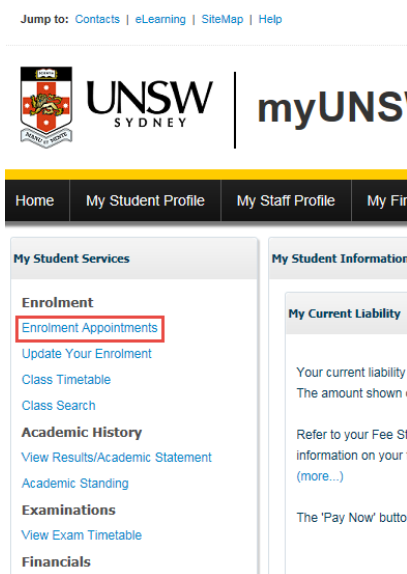 Jump to: Contacts | eLearning | SiteMap | Help
UNSW
SYDNEY
myUNSW
Home My Student Profile My Staff Profile My Fi
My Student Services
Enrolment
Enrolment Appointments
Update Your Enrolment
Class Timetable
Class Search
Academic History
View Results/Academic Statement
Academic Standing
Examinations
View Exam Timetable
Financials
My Student Information
My Current Liability
Your current liability
The amount shown
Refer to your Fee St
information on your
(more...)
The 'Pay Now' butto